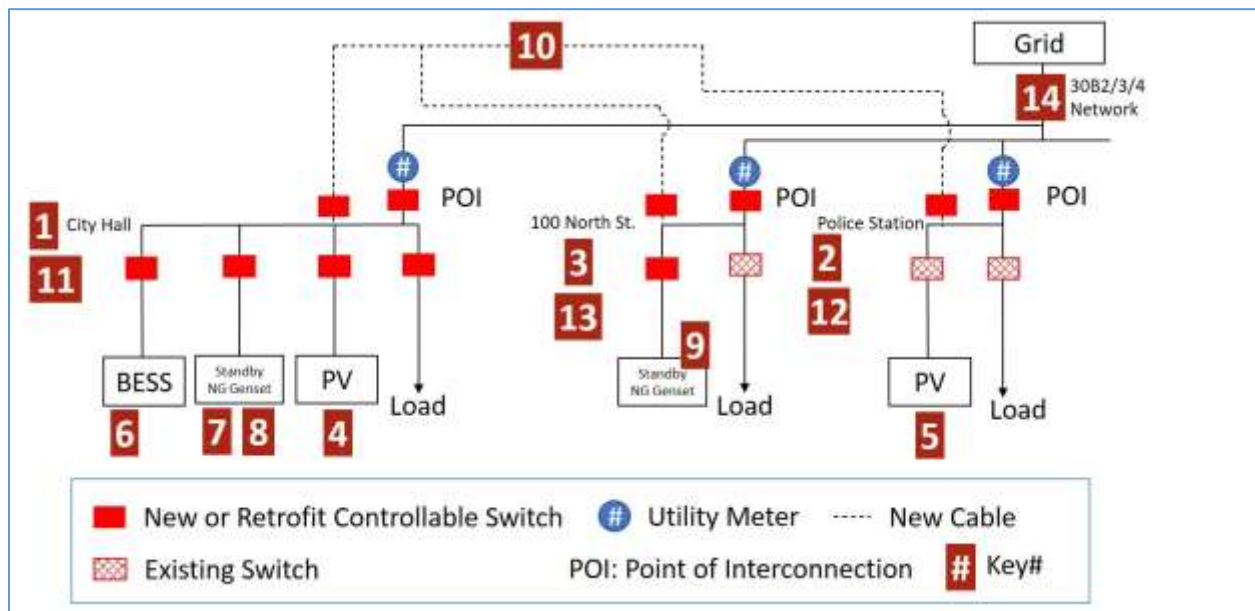 10
Grid
14
30B2/3/4
Network
#
#
#
POI
POI
POI
1
City Hall
11
100 North St.
3
13
Police Station
2
12
BESS
Standby
NG Genset
PV
Load
Standby
NG Genset
9
Load
PV
Load
6
7
8
4
5
New or Retrofit Controllable Switch
# Utility Meter
New Cable
Existing Switch
POI: Point of Interconnection
# Key#